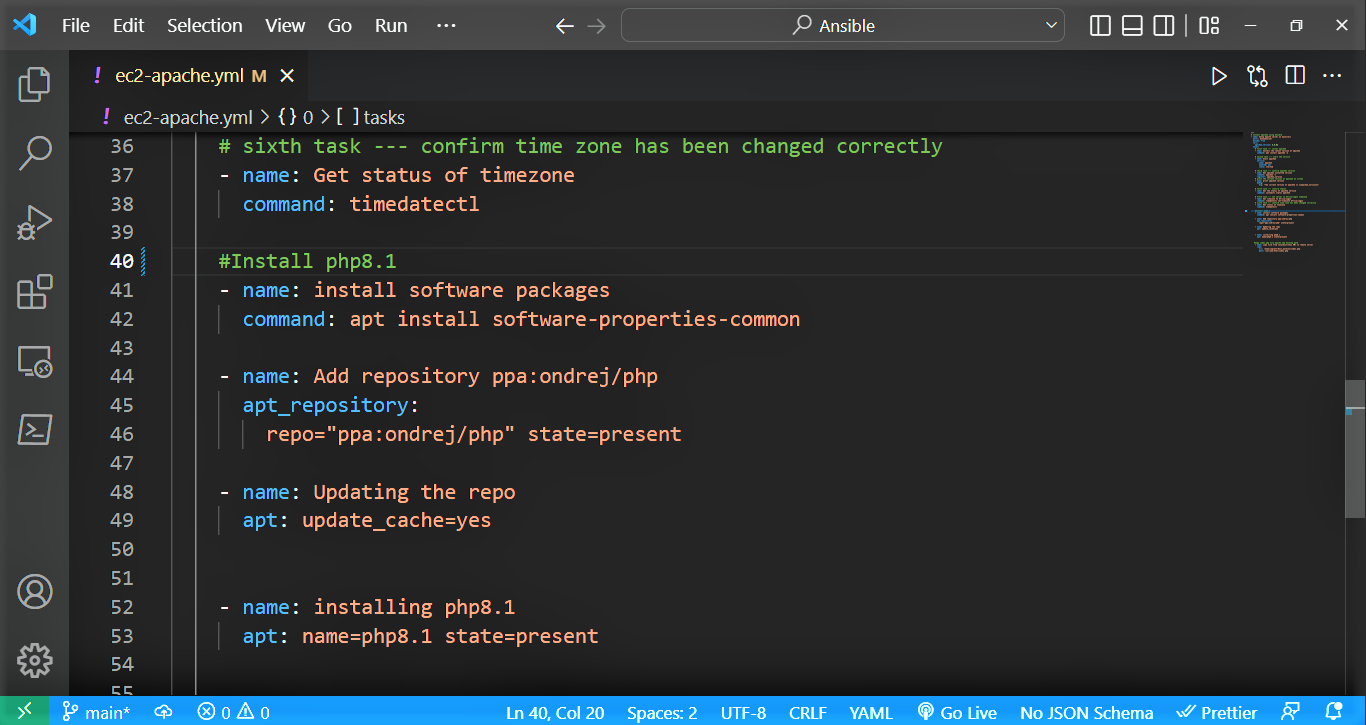 File Edit Selection View Go Run ··· Ansible
! ec2-apache.yml M
! ec2-apache.yml > {} 0 > [ ] tasks
36 # sixth task --- confirm time zone has been changed correctly
37 - name: Get status of timezone
38 command: timedatectl
39
40 #Install php8.1
41 - name: install software packages
42 command: apt install software-properties-common
43
44 - name: Add repository ppa:ondrej/php
45 apt_repository:
46 repo="ppa:ondrej/php" state=present
47
48 - name: Updating the repo
49 apt: update_cache=yes
50
51
52 - name: installing php8.1
53 apt: name=php8.1 state=present
54
55
main* 0 0 Ln 40, Col 20 Spaces: 2 UTF-8 CRLF YAML Go Live No JSON Schema Prettier